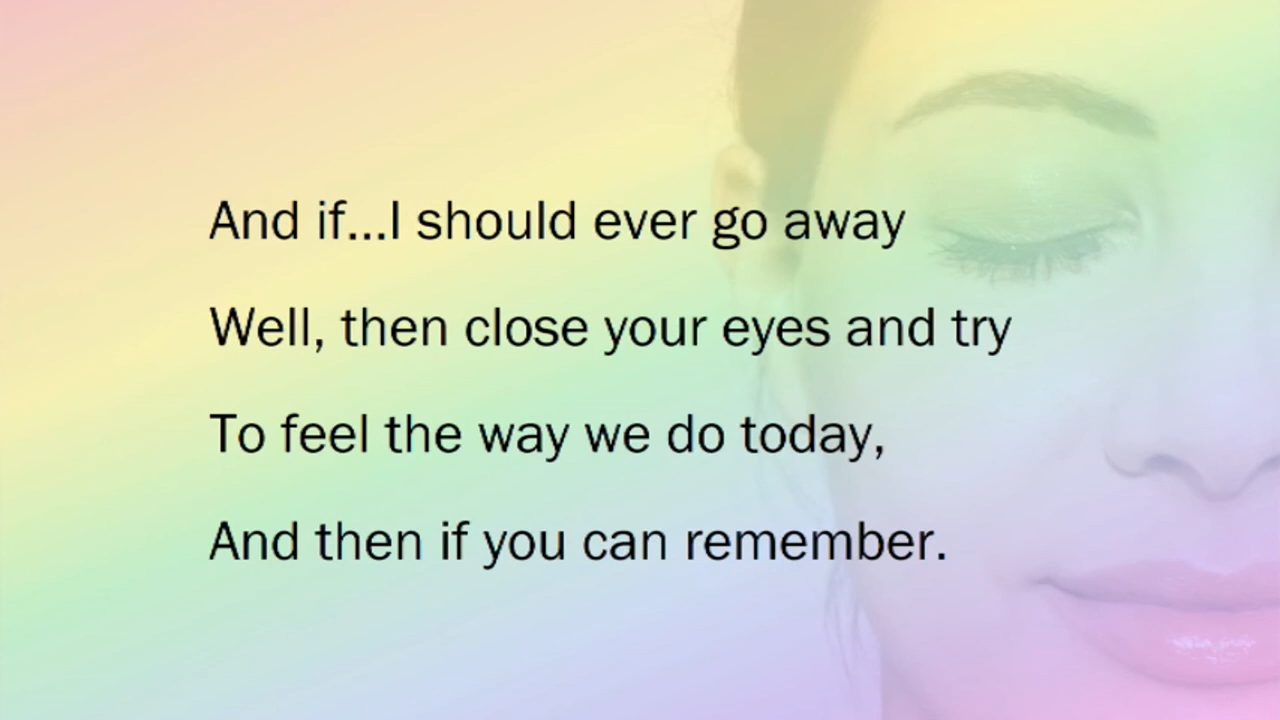 And if...I should ever go away
Well, then close your eyes and try
To feel the way we do today,
And then if you can remember.